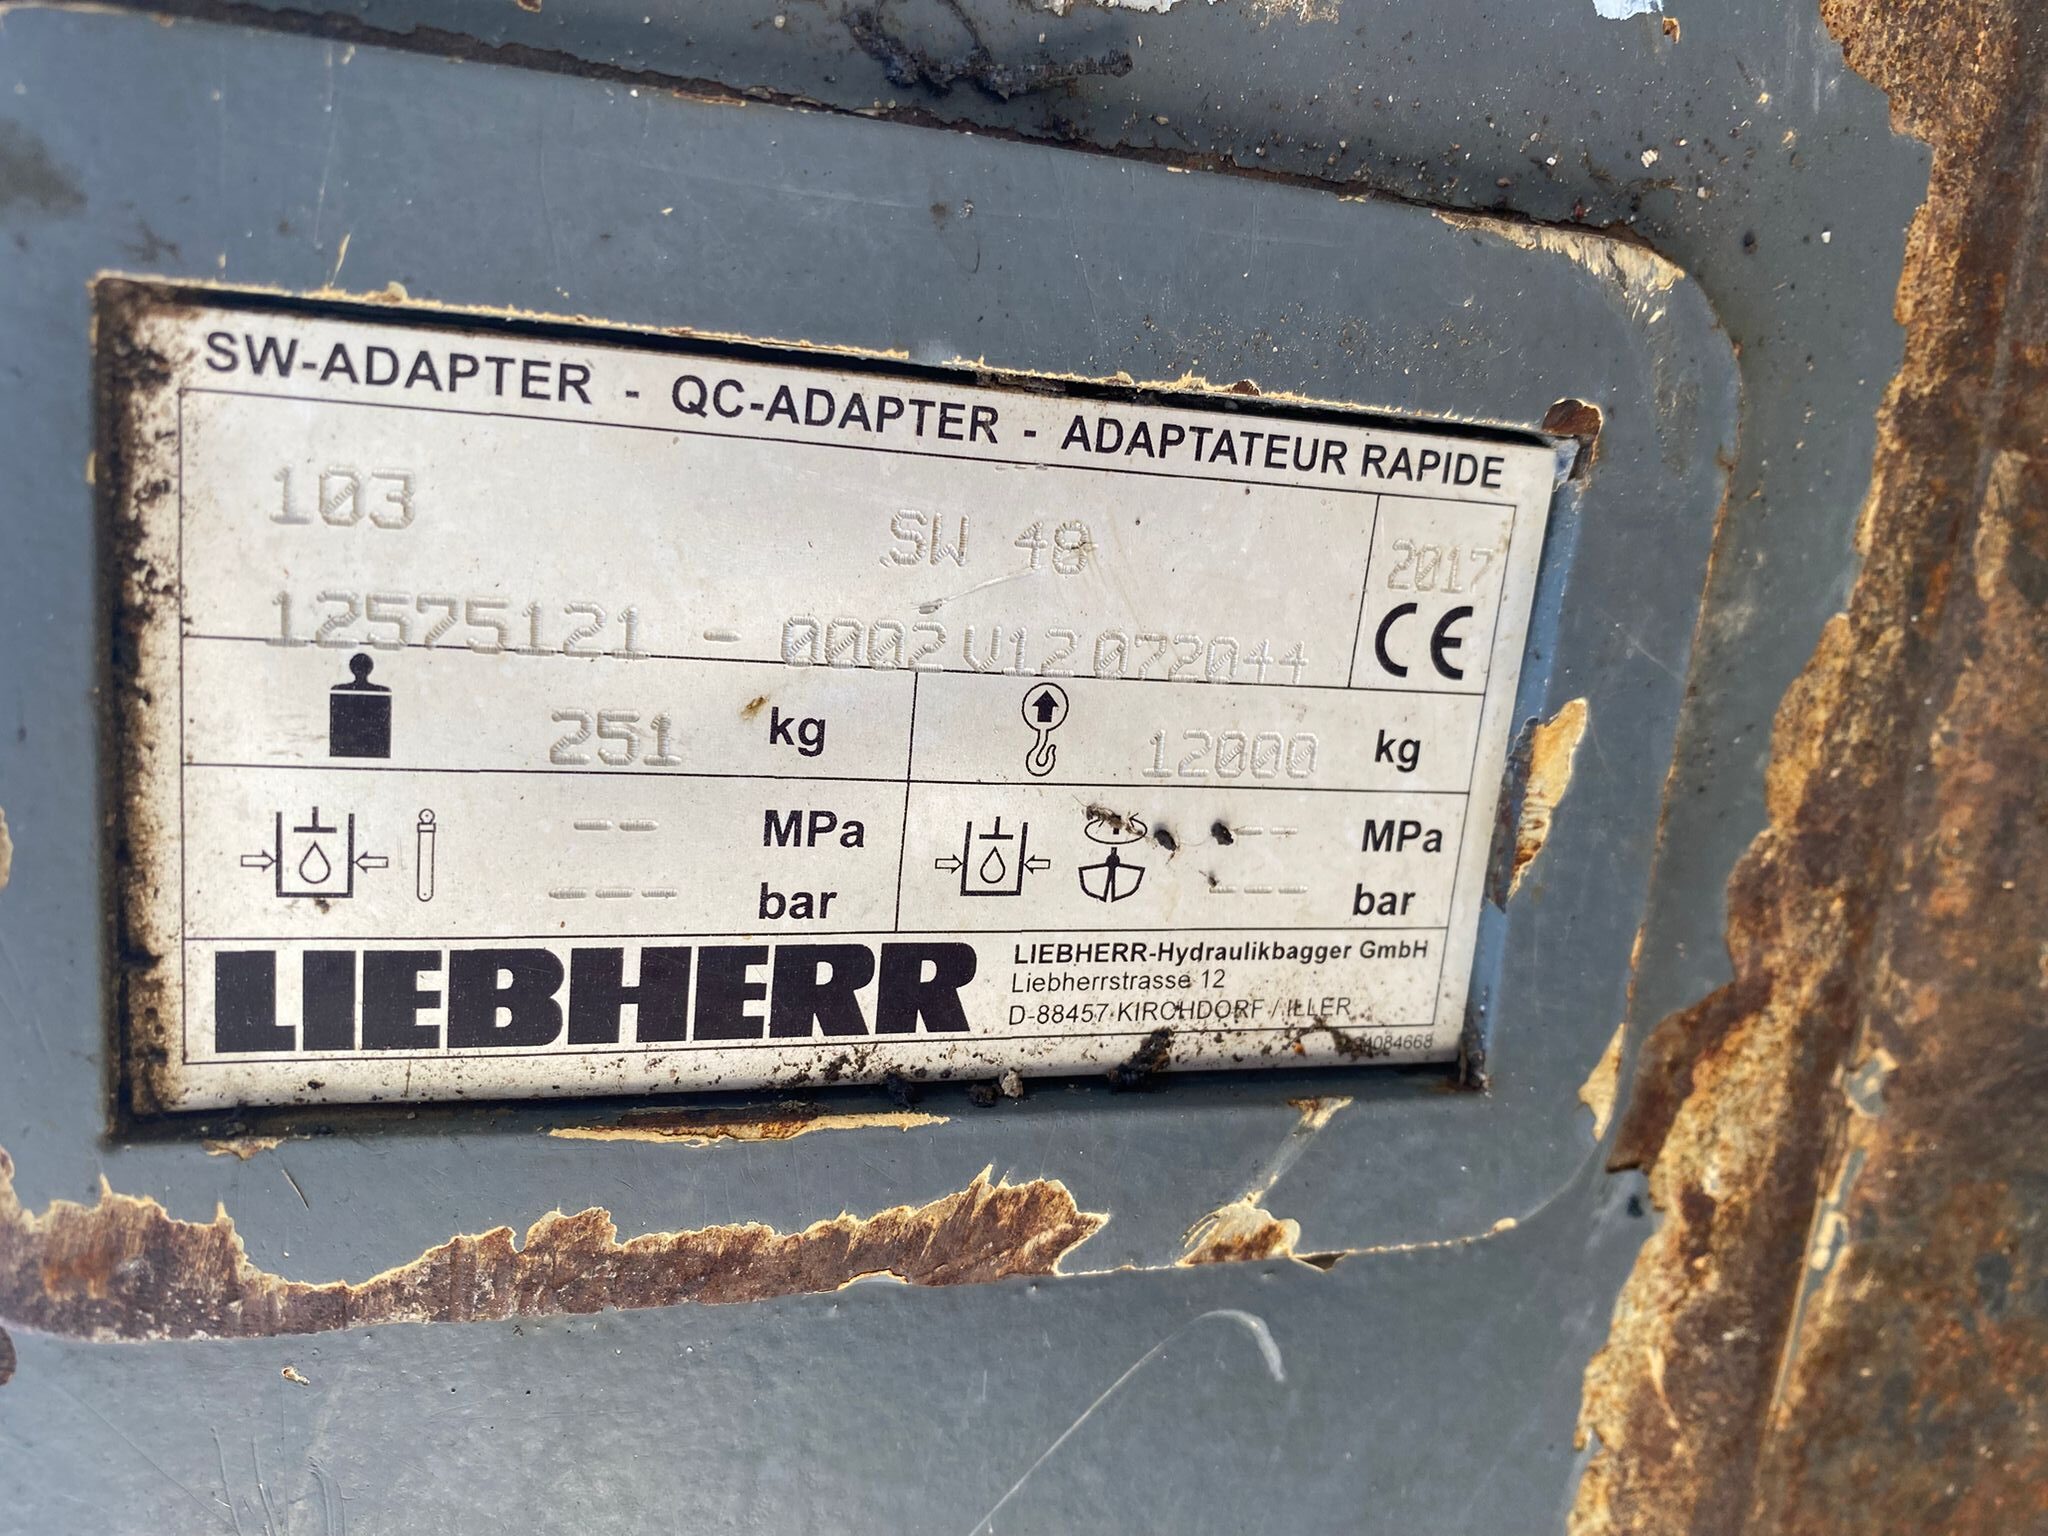 SW-ADAPTER - QC-ADAPTER - ADAPTATEUR RAPIDE
103 SW 48 2017
12575121 - 0002 V12 072044 CE
251 kg 12000 kg
-- MPa -- MPa
--- bar --- bar
LIEBHERR
LIEBHERR-Hydraulikbagger GmbH
Liebherrstrasse 12
D-88457 KIRCHDORF / ILLER